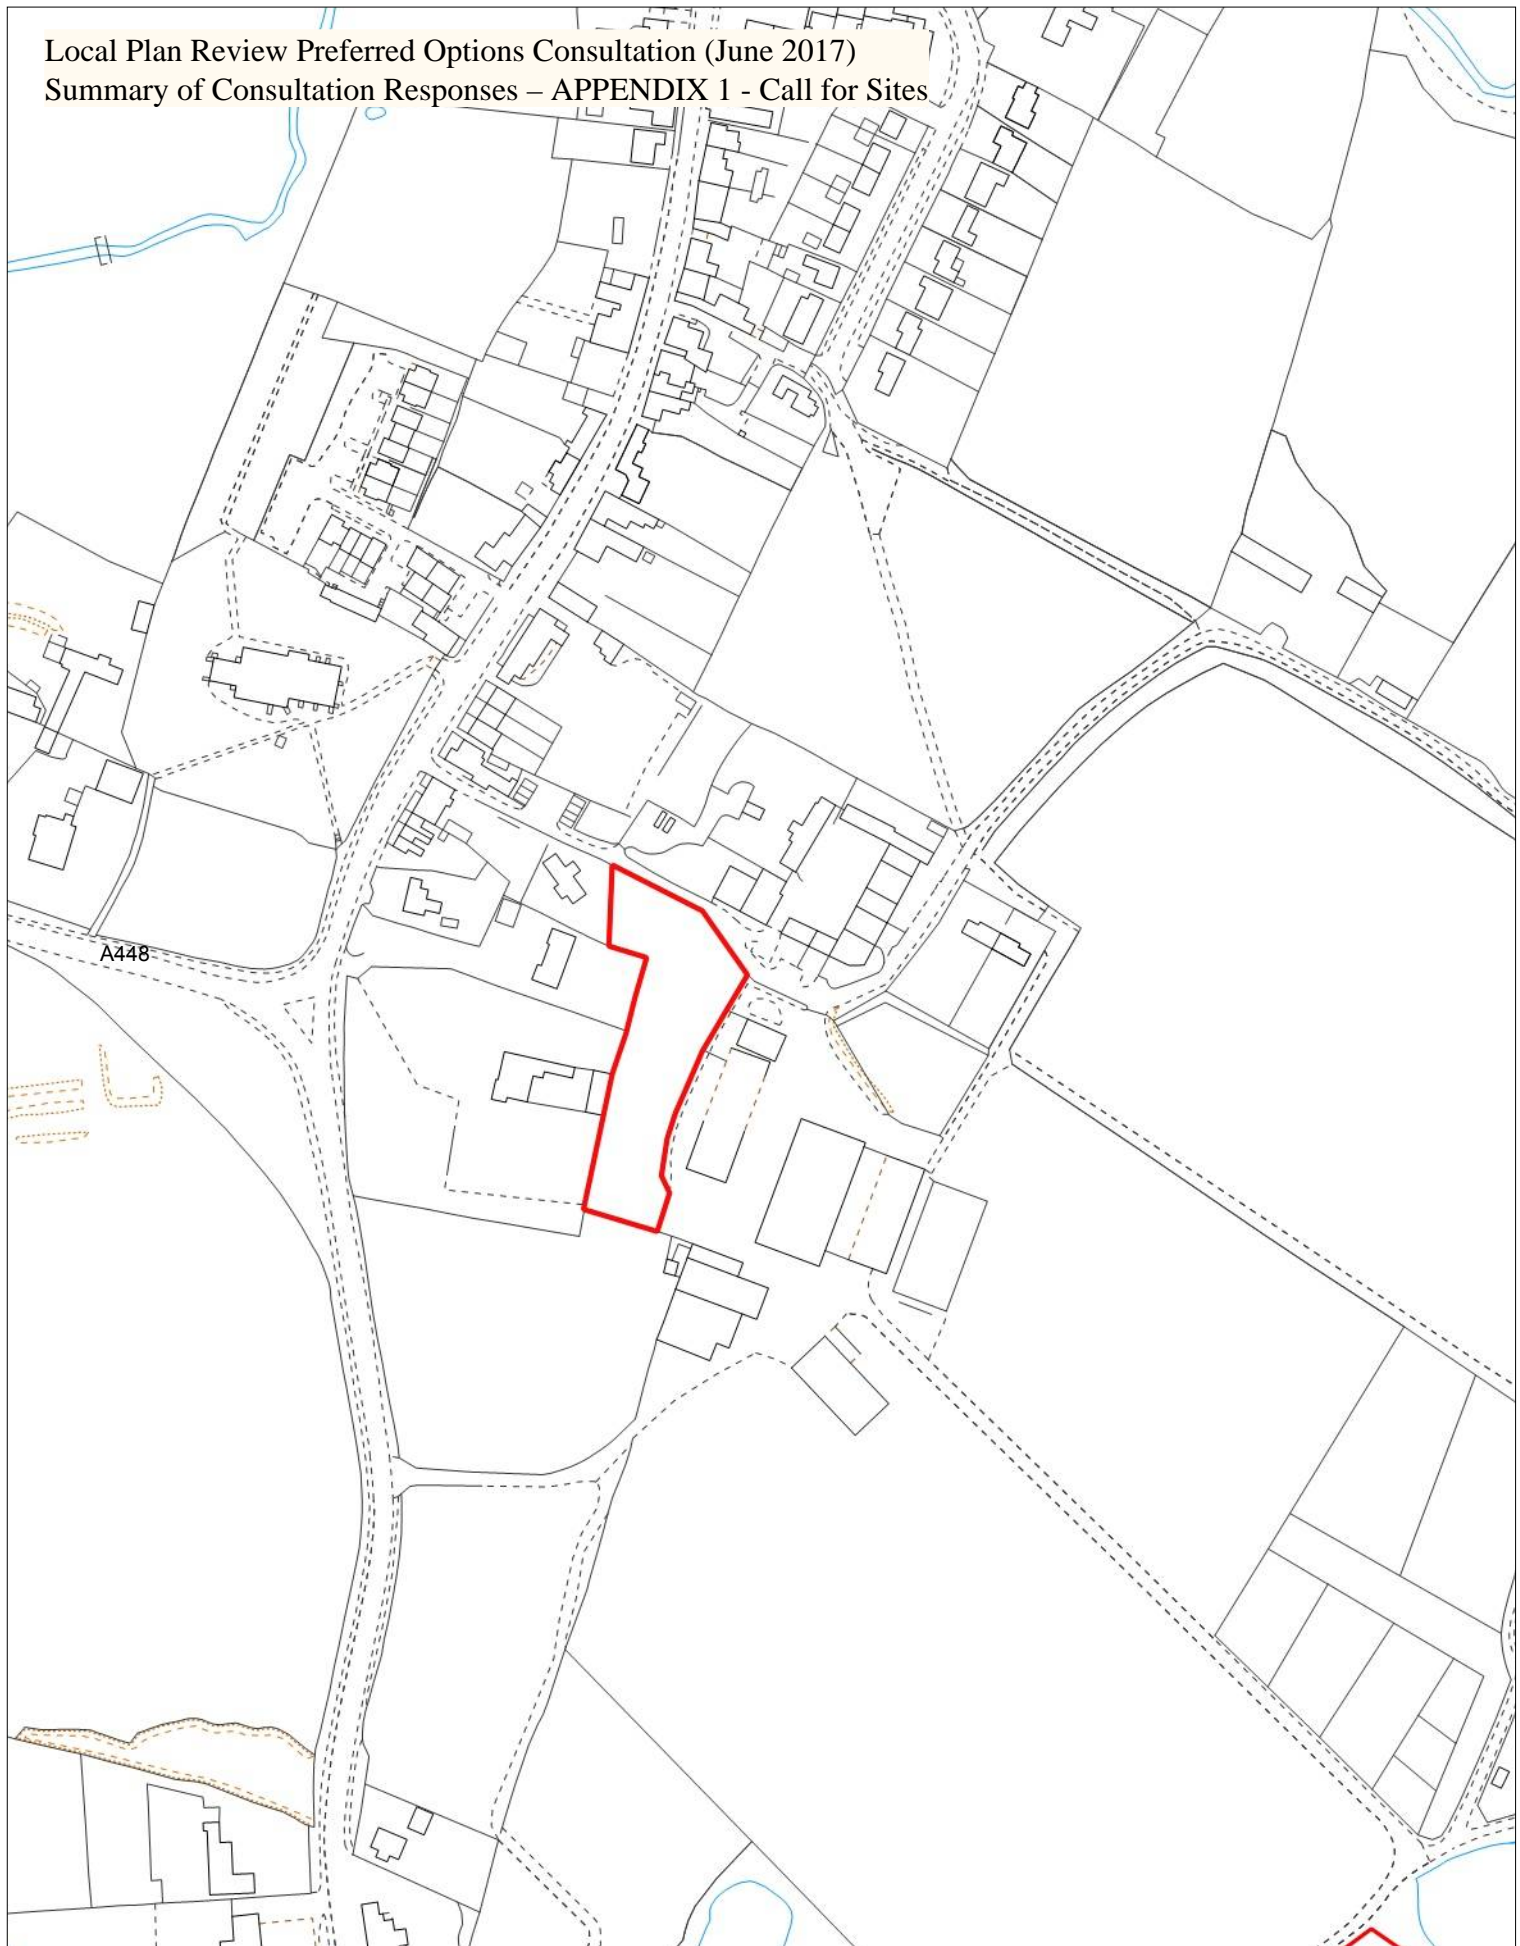 Local Plan Review Preferred Options Consultation (June 2017)
Summary of Consultation Responses – APPENDIX 1 - Call for Sites
A448